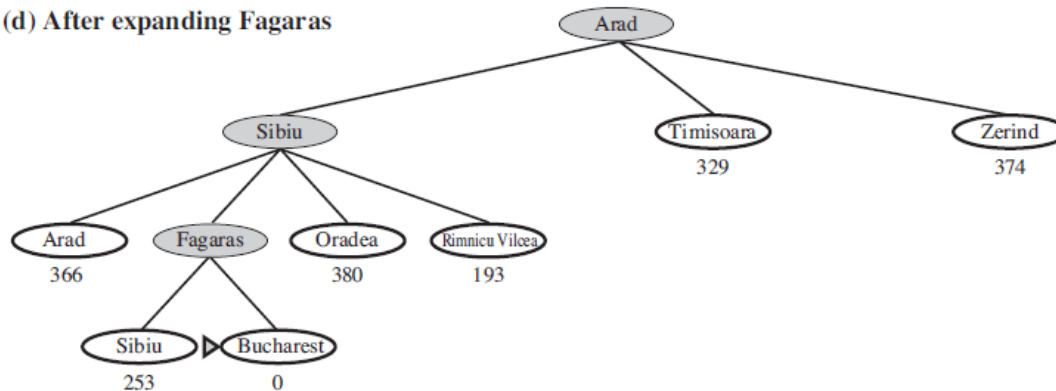 (d) After expanding Fagaras
Arad
Sibiu
Timisoara
Zerind
329
374
Arad
Fagaras
Oradea
Rimnicu Vilcea
366
380
193
Sibiu
Bucharest
253
0